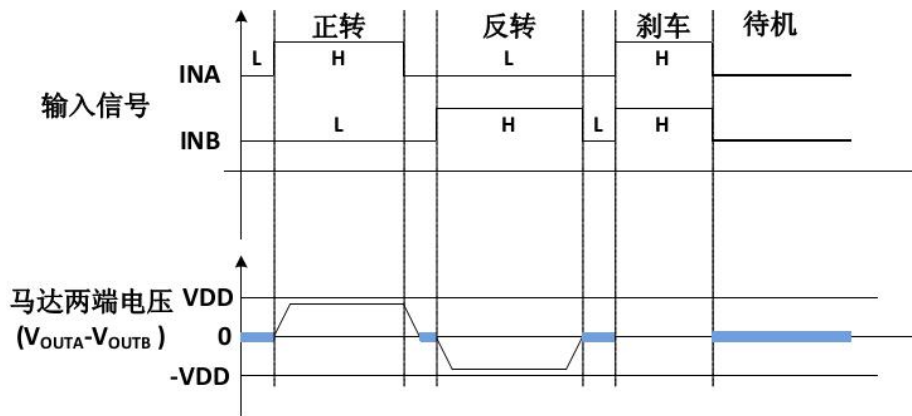 正转 反转 刹车 待机
INA L H L H
输入信号
INB L H L H
马达两端电压 VDD
(VOUTA-VOUTB ) 0
-VDD